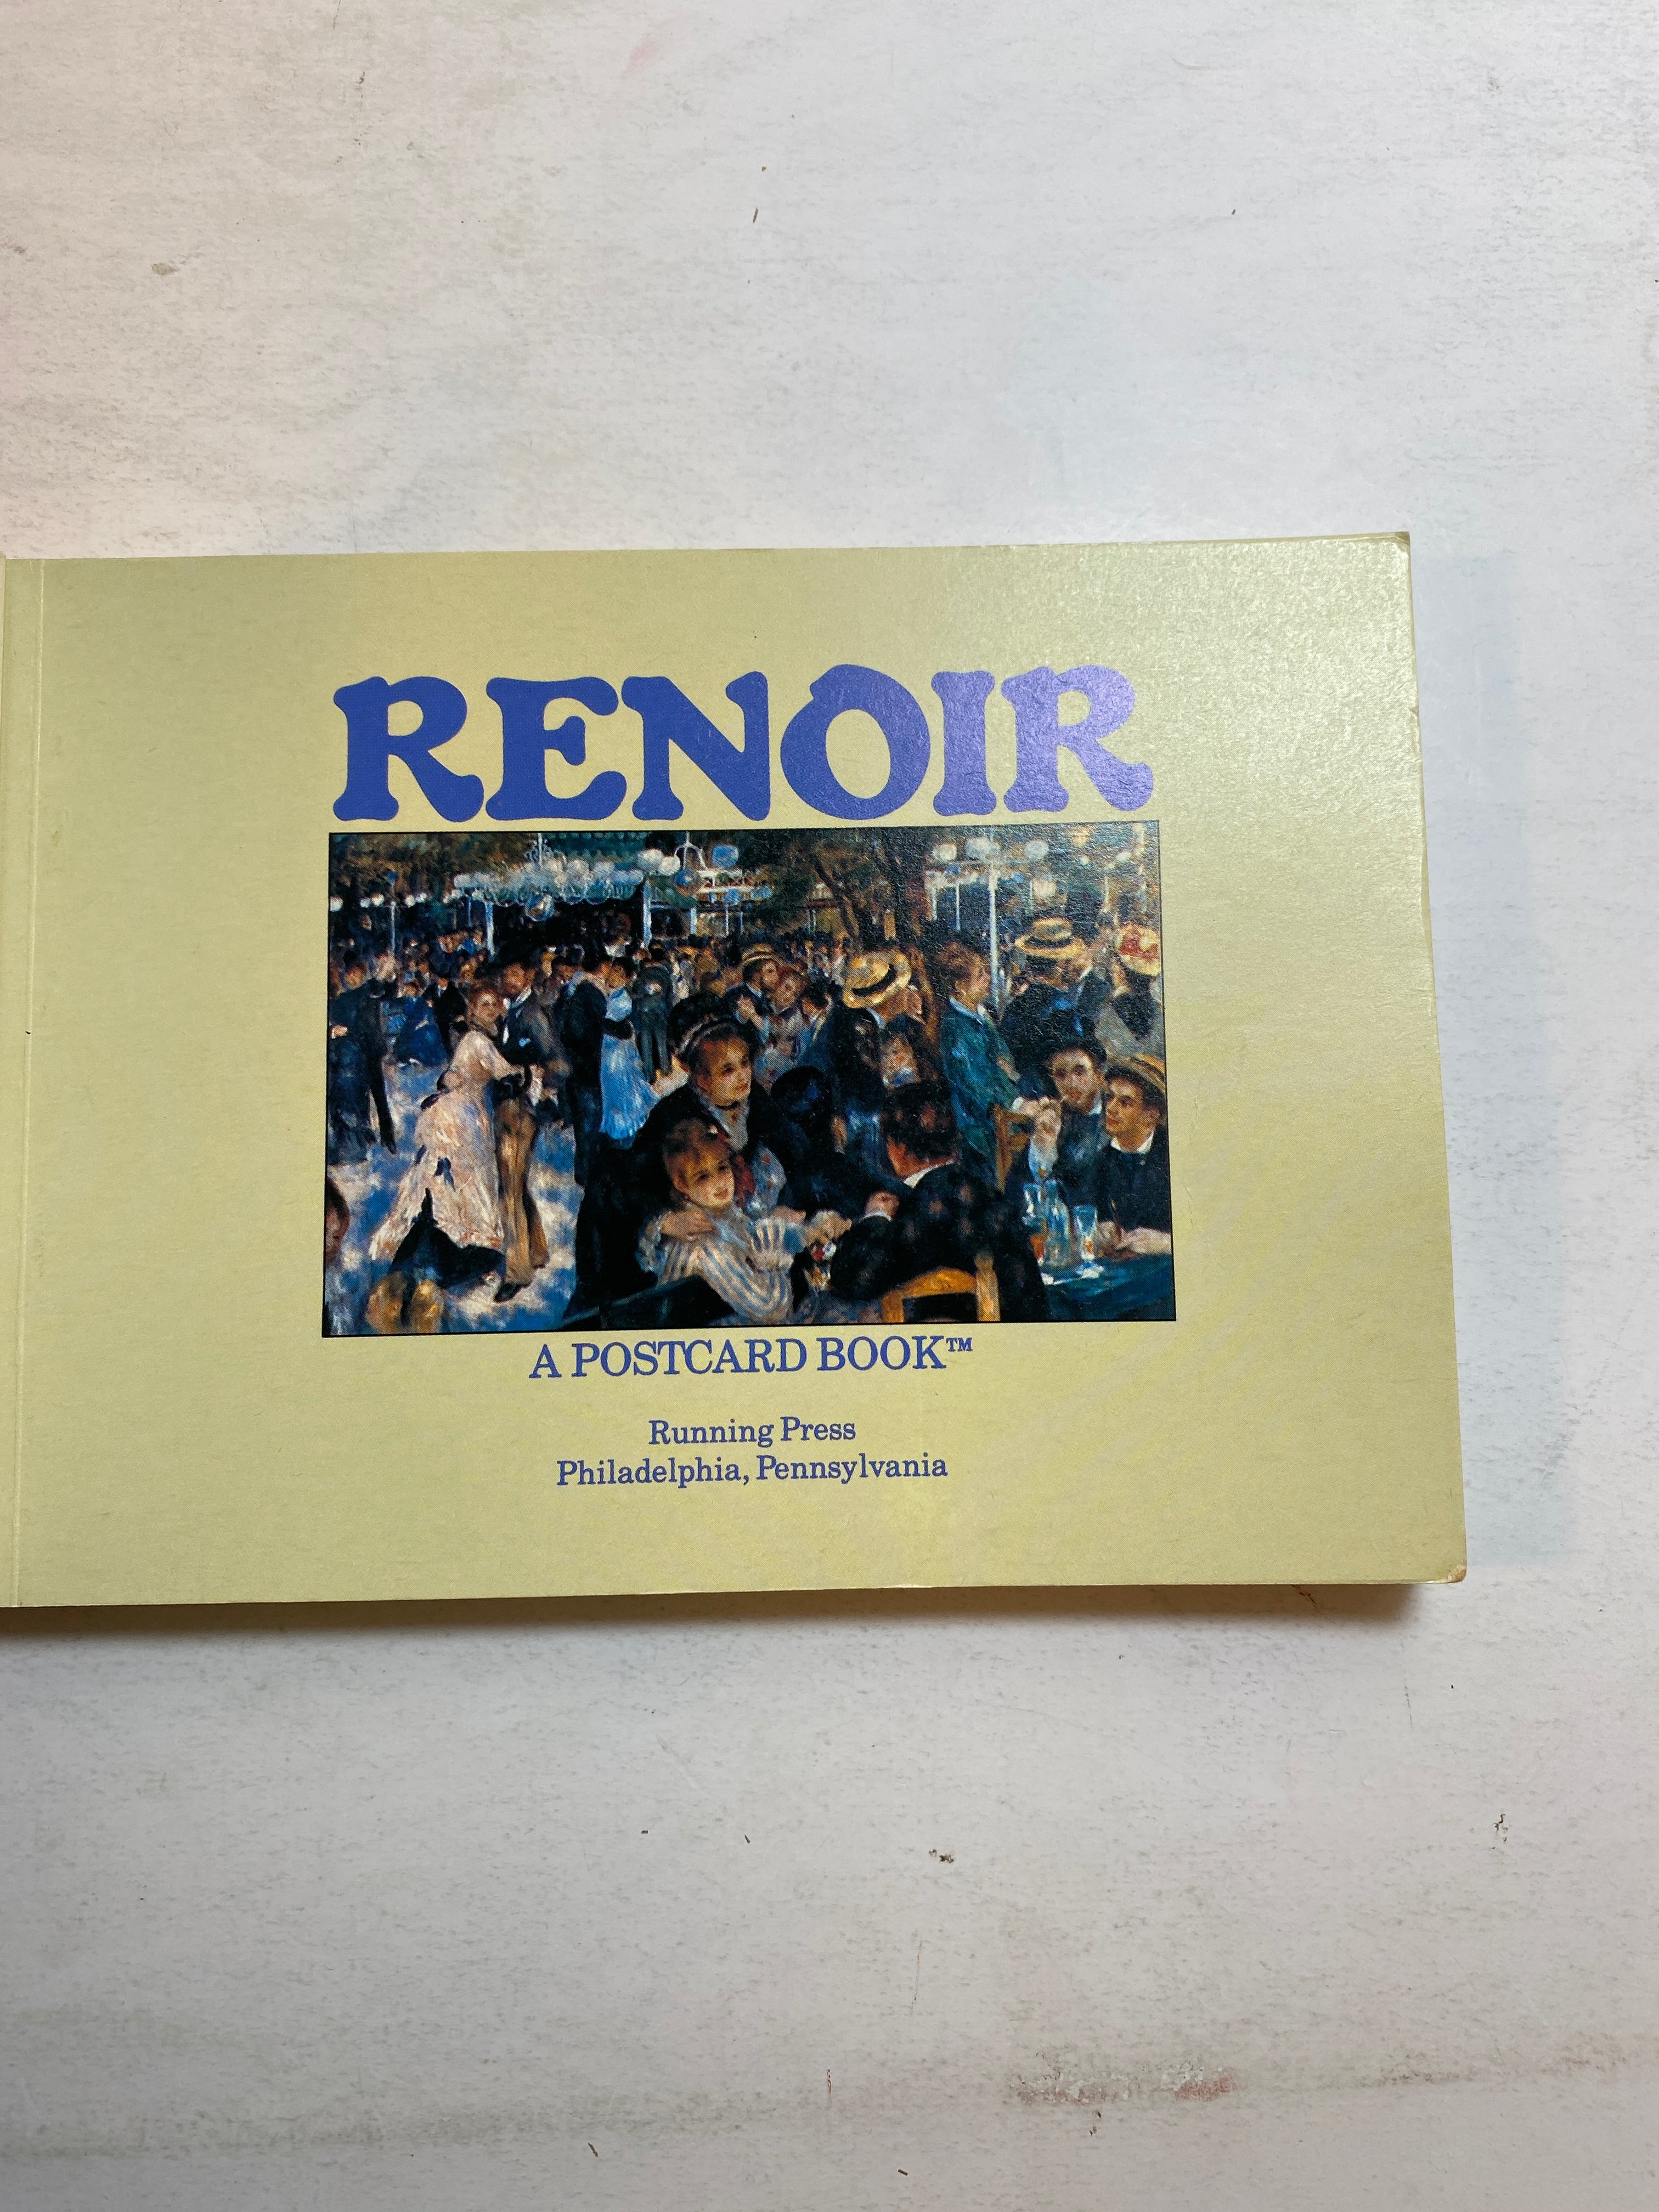 RENOIR
A POSTCARD BOOK™
Running Press
Philadelphia, Pennsylvania